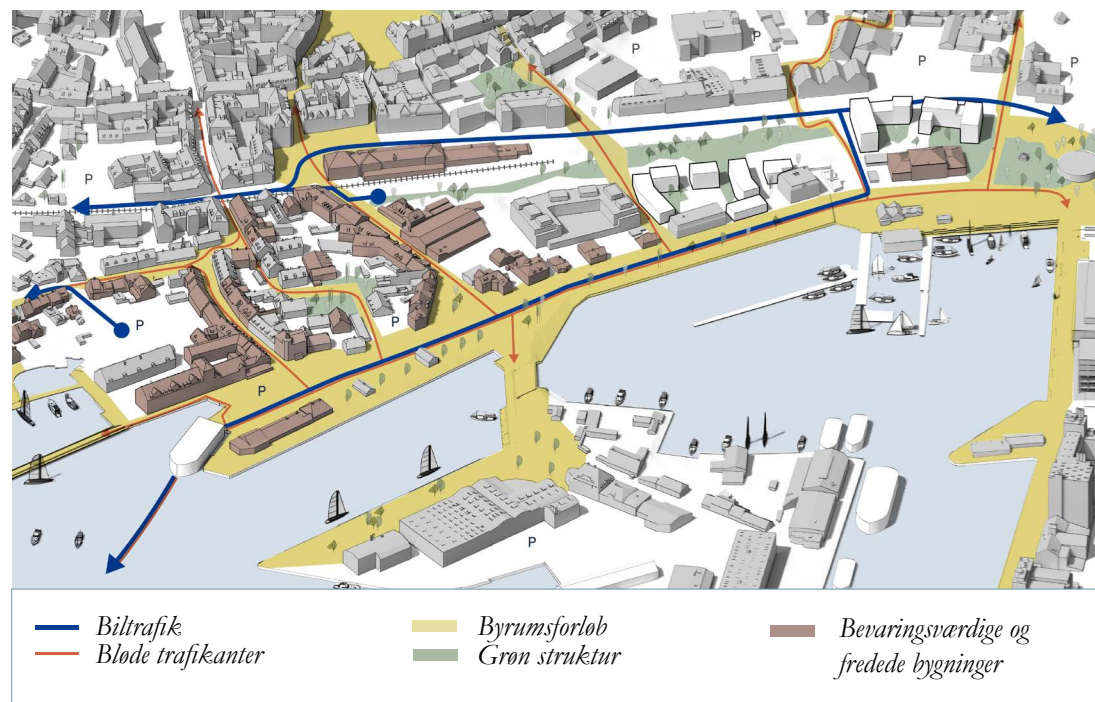 P
P
P
P
P
P
P
P
P
Biltrafik
Bløde trafikanter
Byrumsforløb
Grøn struktur
Bevaringsværdige og
fredede bygninger